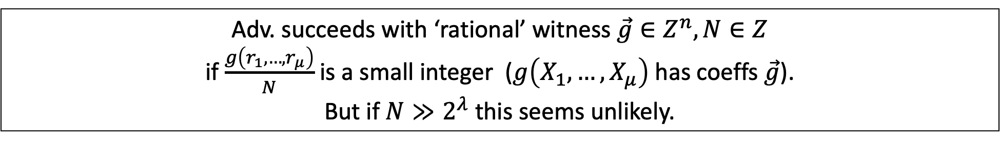 Adv. succeeds with ‘rational’ witness $\vec{g} \in Z^n, N \in Z$
if $\frac{g(r_1,\ldots,r_\mu)}{N}$ is a small integer $(g(X_1, \ldots, X_\mu)$ has coeffs $\vec{g})$.
But if $N \gg 2^\lambda$ this seems unlikely.